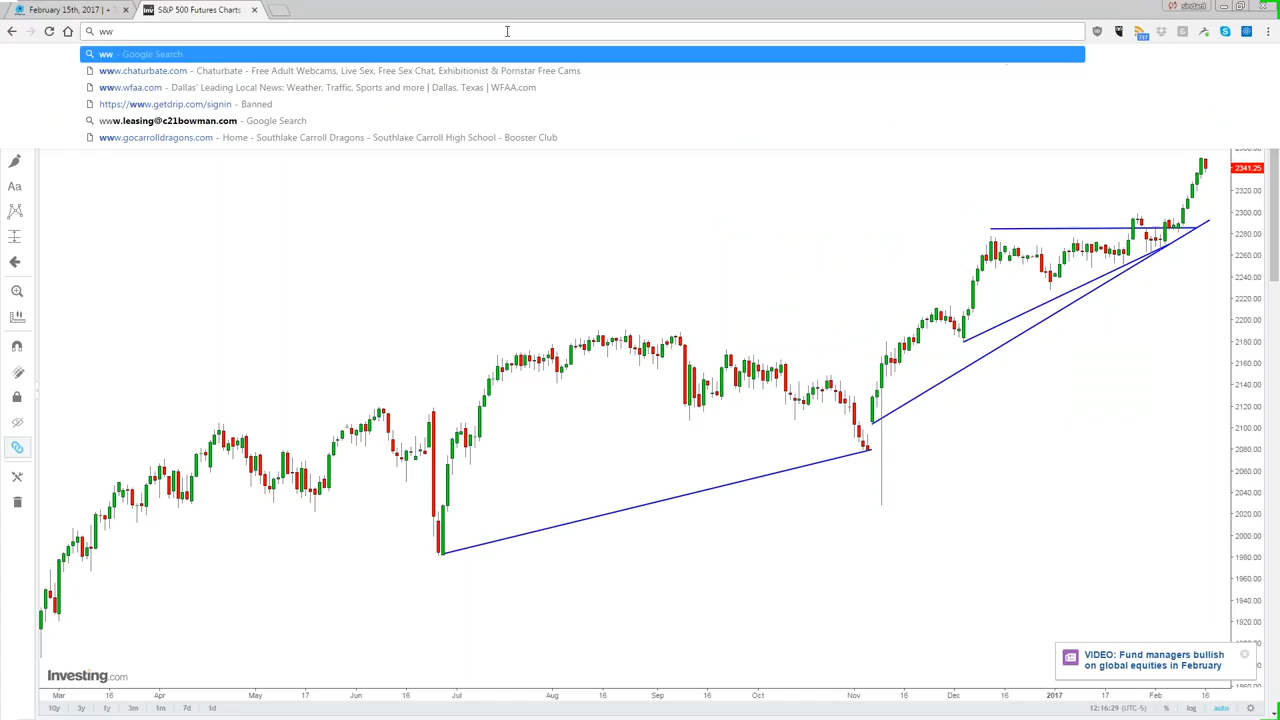 February 15th, 2017 | + T
S&P 500 Futures Charts
sindani
ww
ww - Google Search
www.chaturbate.com - Chaturbate - Free Adult Webcams, Live Sex, Free Sex Chat, Exhibitionist & Pornstar Free Cams
www.wfaa.com - Dallas' Leading Local News: Weather, Traffic, Sports and more | Dallas, Texas | WFAA.com
https://www.getdrip.com/signin - Banned
www.leasing@c21bowman.com - Google Search
www.gocarrolldragons.com - Home - Southlake Carroll Dragons - Southlake Carroll High School - Booster Club
Aa
2341.25
2320.00
2300.00
2280.00
2260.00
2240.00
2220.00
2200.00
2180.00
2160.00
2140.00
2120.00
2100.00
2080.00
2060.00
2040.00
2020.00
2000.00
1980.00
1960.00
1940.00
1920.00
VIDEO: Fund managers bullish
on global equities in February
Investing.com
Mar 16 Apr May 17 Jun 16 Jul Aug 16 Sep 16 Oct Nov 16 Dec 16 2017 17 Feb 16
10y 3y 1y 3m 1m 7d 1d 12:16:29 (UTC-5) % log auto